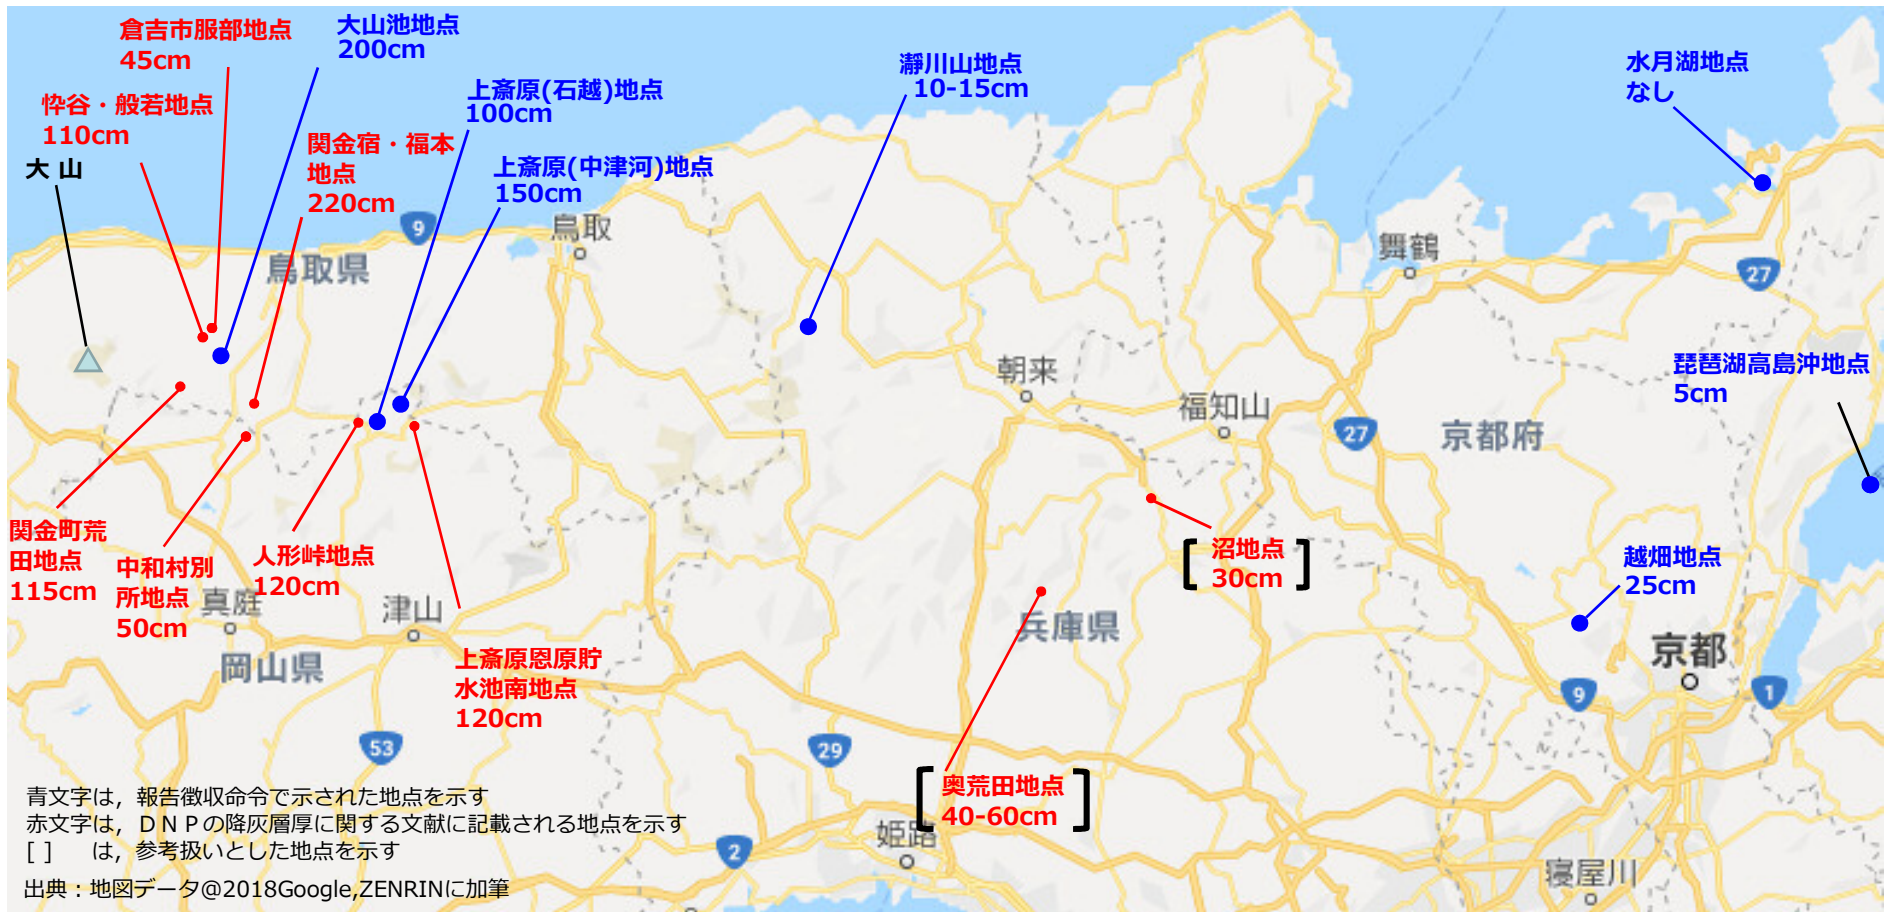 倉吉市服部地点
45cm
大山池地点
200cm
瀞川山地点
10-15cm
水月湖地点
なし
上斎原(石越)地点
100cm
忰谷・般若地点
110cm
関金宿・福本
地点
220cm
大 山
上斎原(中津河)地点
150cm
9
鳥取
鳥取県
舞鶴
27
朝来
琵琶湖高島沖地点
5cm
福知山
27
京都府
関金町荒
田地点
115cm
中和村別
所地点
50cm
人形峠地点
120cm
沼地点
30cm
越畑地点
25cm
真庭
津山
兵庫県
京都
岡山県
上斎原恩原貯
水池南地点
120cm
9
1
53
29
奥荒田地点
40-60cm
姫路
2
寝屋川
青文字は，報告徴収命令で示された地点を示す
赤文字は，ＤＮＰの降灰層厚に関する文献に記載される地点を示す
[ ] は，参考扱いとした地点を示す
出典：地図データ@2018Google,ZENRINに加筆